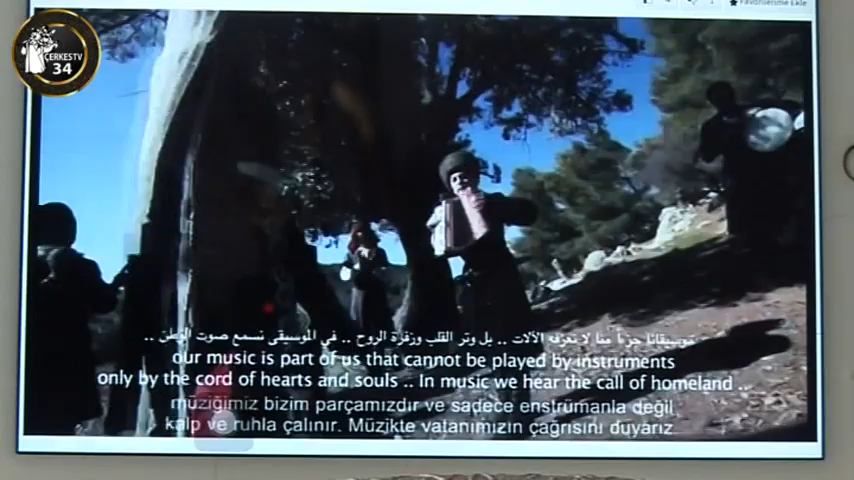 Favorilerime Ekle
ÇERKESTV
34
موسيقانا جزءاً منا لا تعزفه الآلات .. بل وتر القلب وزفرة الروح .. في الموسيقى نسمع صوت الوطن ..
our music is part of us that cannot be played by instruments
only by the cord of hearts and souls .. In music we hear the call of homeland ...
müziğimiz bizim parçamızdır ve sadece enstrümanla değil
kalp ve ruhla çalınır. Müzikte vatanımızın çağrısını duyarız